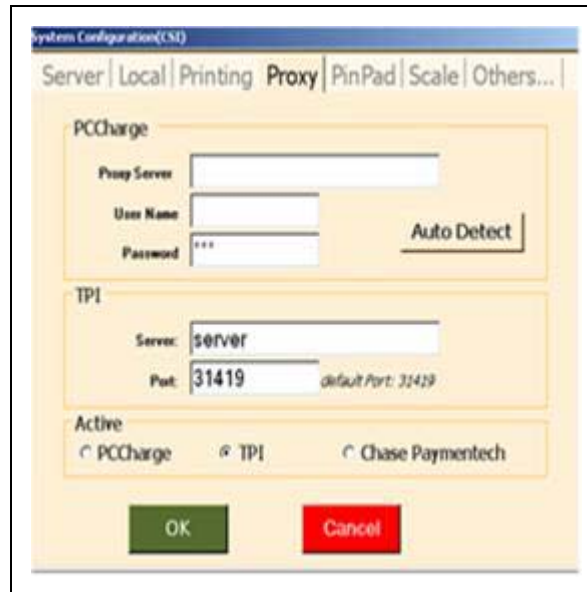 System Configuration(CSI)
Server Local Printing Proxy PinPad Scale Others...
PCCharge
Proxy Server
User Name
Auto Detect
Password ***
TPI
Server: server
Port: 31419 default Port: 31419
Active
PCCharge TPI Chase Paymentech
OK Cancel